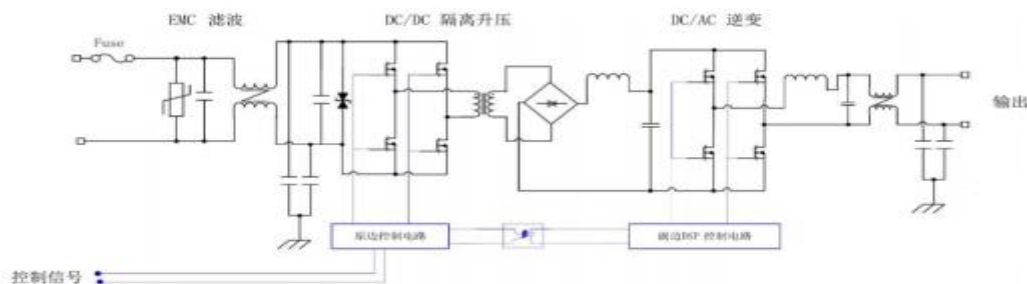 EMC 滤波
DC/DC 隔离升压
DC/AC 逆变
Fuse
输出
原边控制电路
副边DSP 控制电路
控制信号